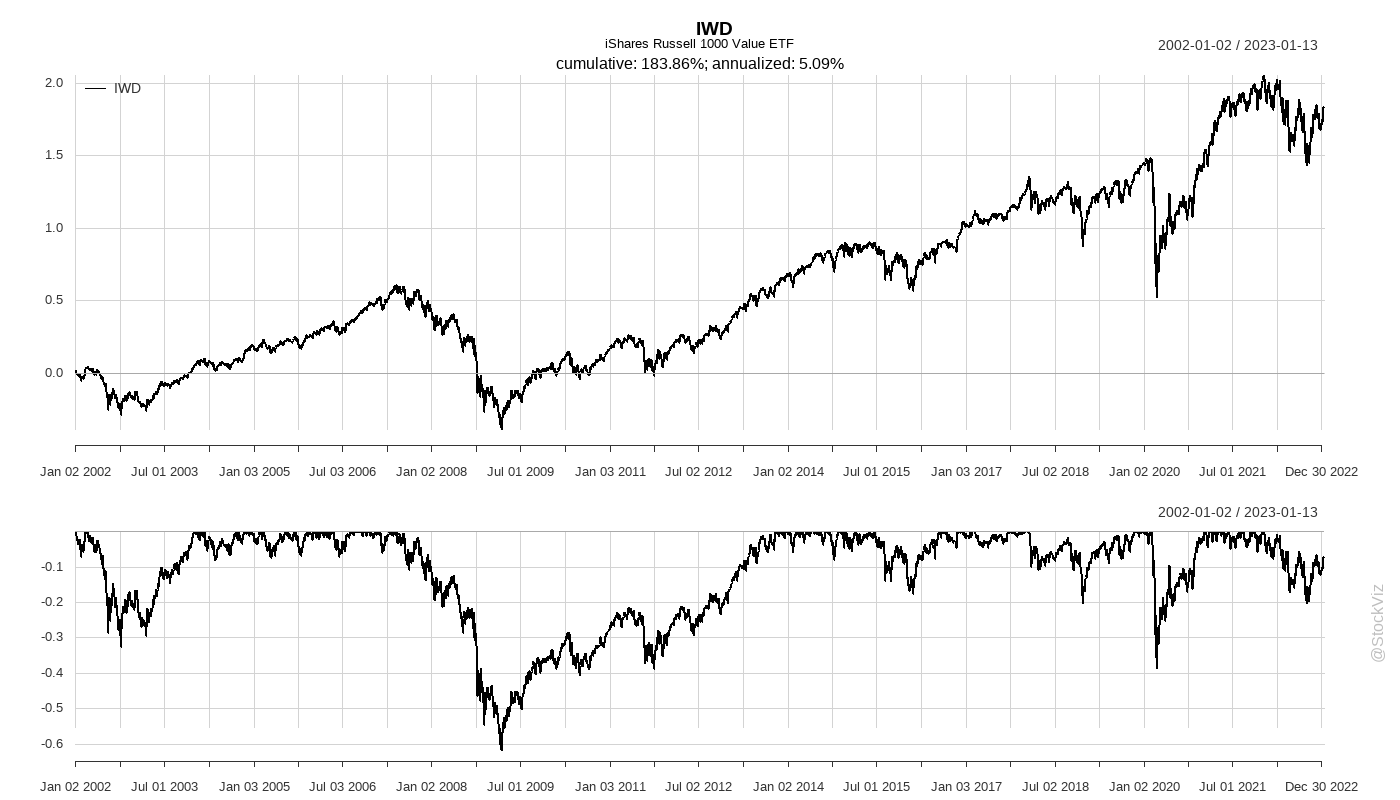 IWD
iShares Russell 1000 Value ETF
2002-01-02 / 2023-01-13
cumulative: 183.86%; annualized: 5.09%
IWD
2.0
1.5
1.0
0.5
0.0
Jan 02 2002 Jul 01 2003 Jan 03 2005 Jul 03 2006 Jan 02 2008 Jul 01 2009 Jan 03 2011 Jul 02 2012 Jan 02 2014 Jul 01 2015 Jan 03 2017 Jul 02 2018 Jan 02 2020 Jul 01 2021 Dec 30 2022
2002-01-02 / 2023-01-13
-0.1
-0.2
-0.3
-0.4
-0.5
-0.6
Jan 02 2002 Jul 01 2003 Jan 03 2005 Jul 03 2006 Jan 02 2008 Jul 01 2009 Jan 03 2011 Jul 02 2012 Jan 02 2014 Jul 01 2015 Jan 03 2017 Jul 02 2018 Jan 02 2020 Jul 01 2021 Dec 30 2022
@StockViz